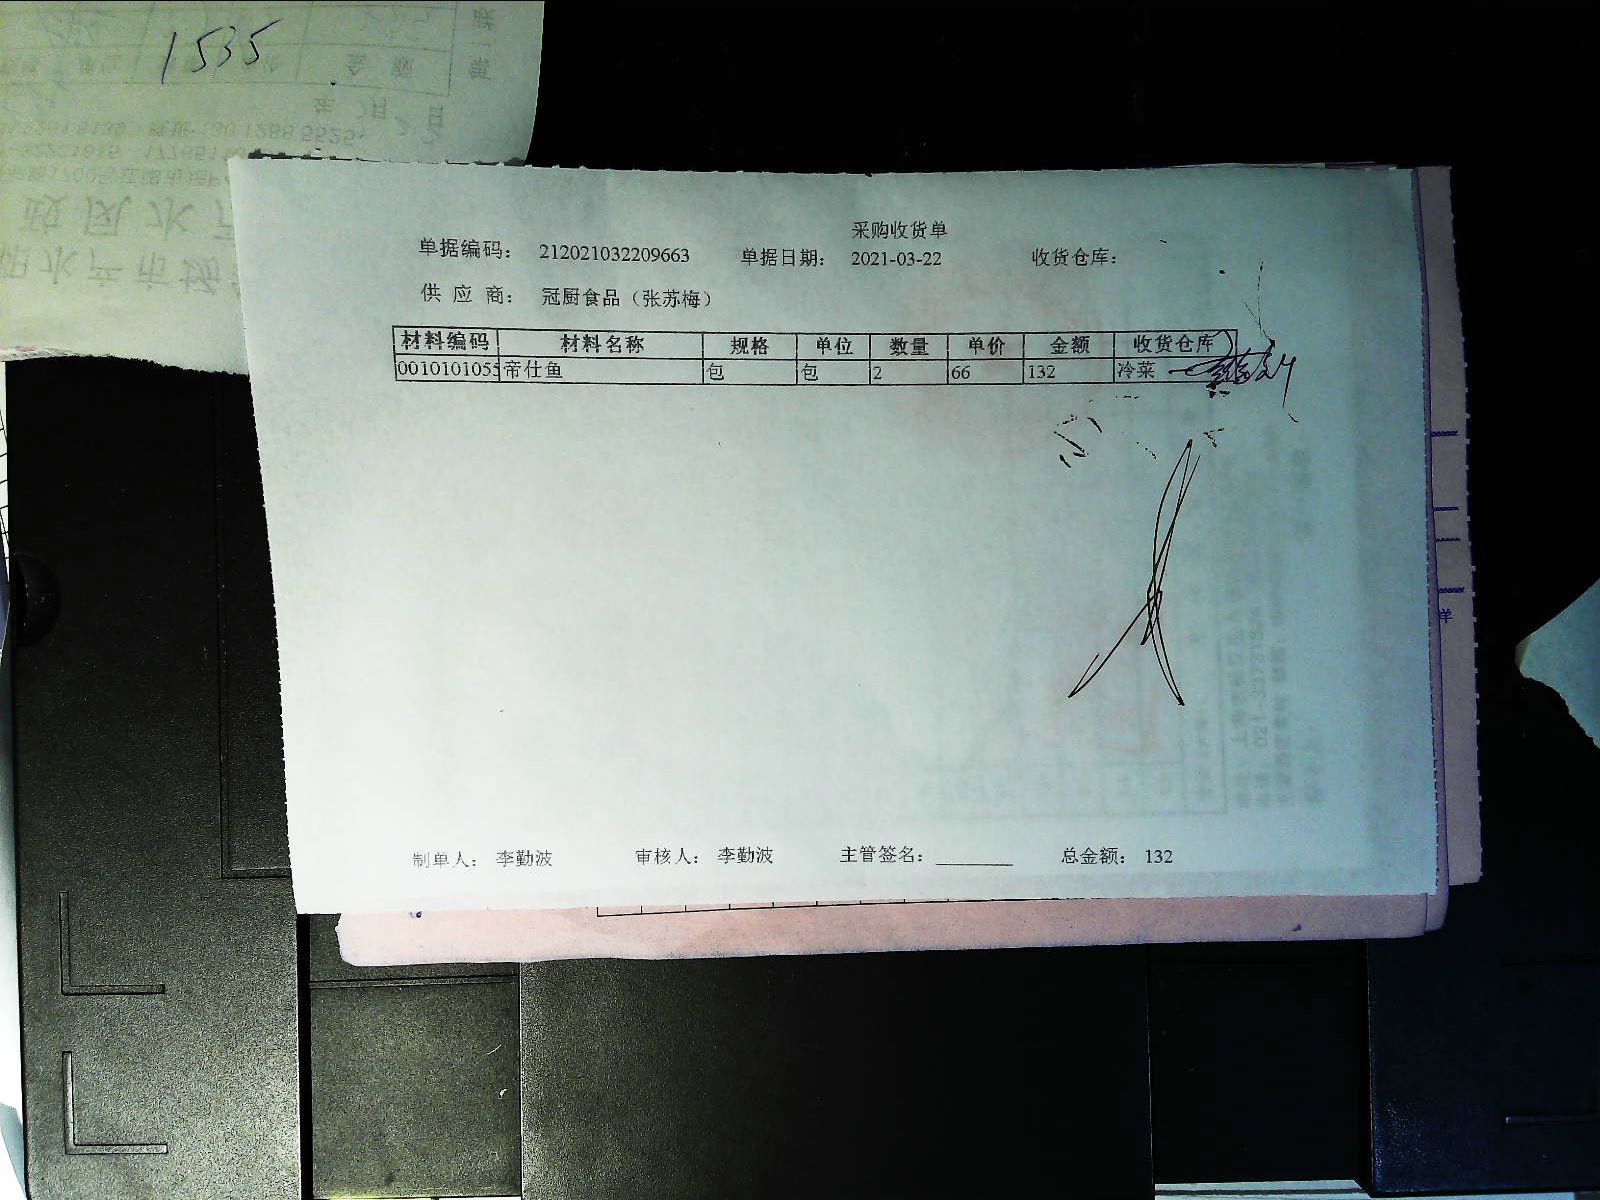 1535
采购收货单
单据编码： 212021032209663 单据日期： 2021-03-22 收货仓库：
供 应 商： 冠厨食品（张苏梅）
材料编码 材料名称 规格 单位 数量 单价 金额 收货仓库
0010101055 帝仕鱼 包 包 2 66 132 冷菜
制单人： 李勤波 审核人： 李勤波 主管签名： ________ 总金额： 132